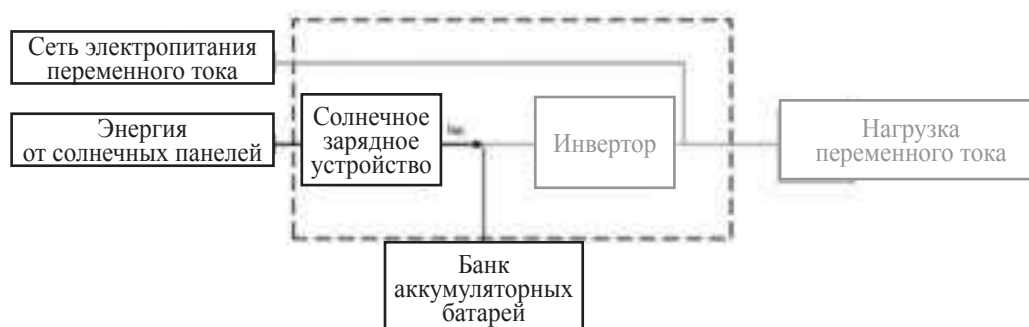 Сеть электропитания
переменного тока
Энергия
от солнечных панелей
Солнечное
зарядное
устройство
Инвертор
Нагрузка
переменного тока
Банк
аккумуляторных
батарей